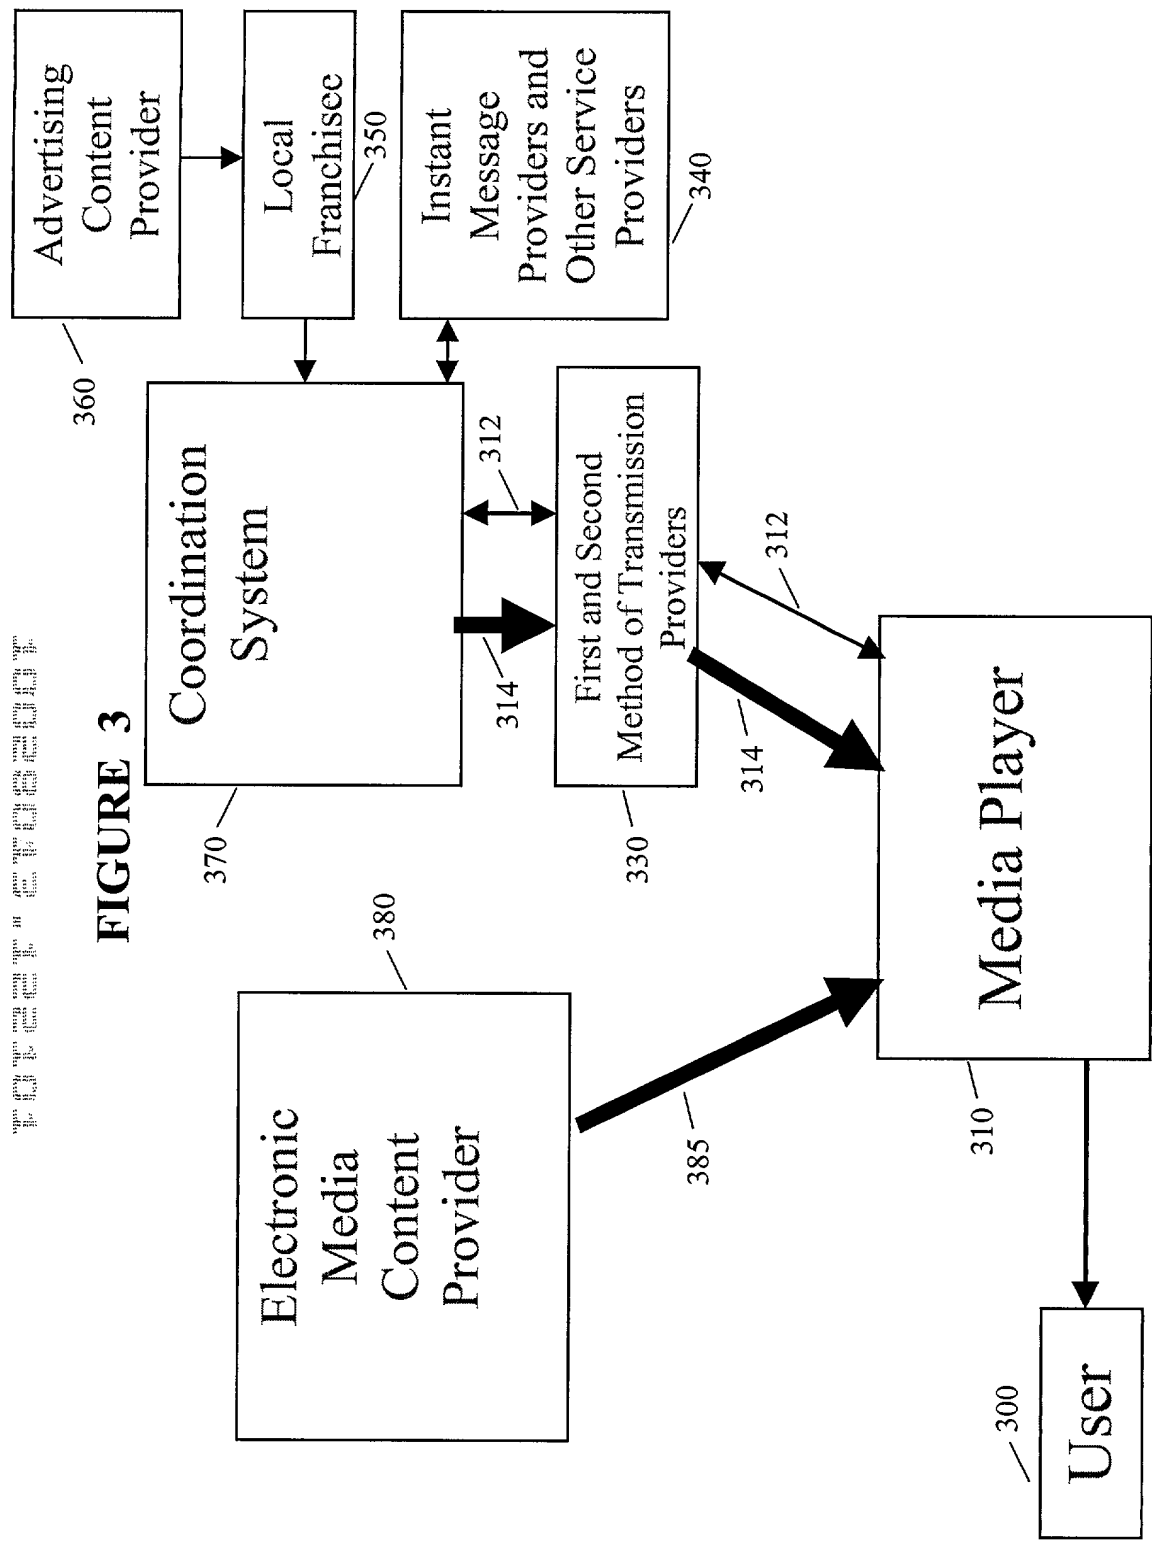 FIGURE 3
Advertising
Content
Provider
360
Local
Franchisee
350
Instant
Message
Providers and
Other Service
Providers
340
Coordination
System
370
312
314
First and Second
Method of Transmission
Providers
330
312
314
Electronic
Media
Content
Provider
380
385
Media Player
310
User
300